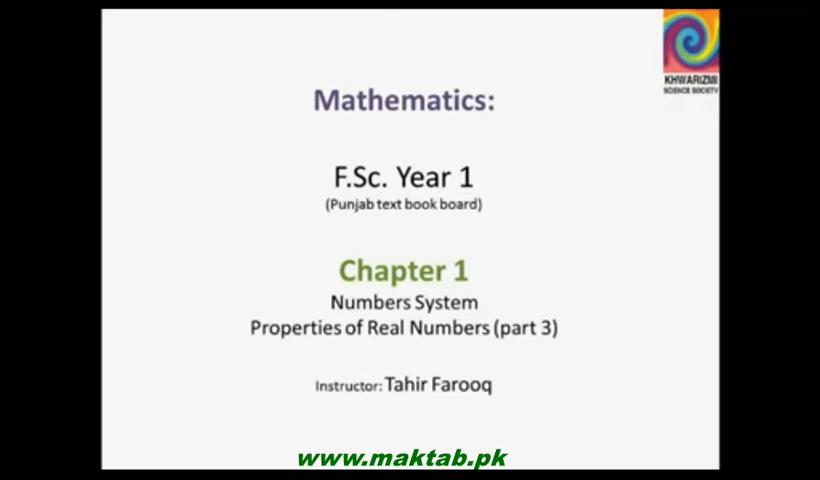 KHWARIZMI
SCIENCE SOCIETY
Mathematics:
F.Sc. Year 1
(Punjab text book board)
Chapter 1
Numbers System
Properties of Real Numbers (part 3)
Instructor: Tahir Farooq
www.maktab.pk